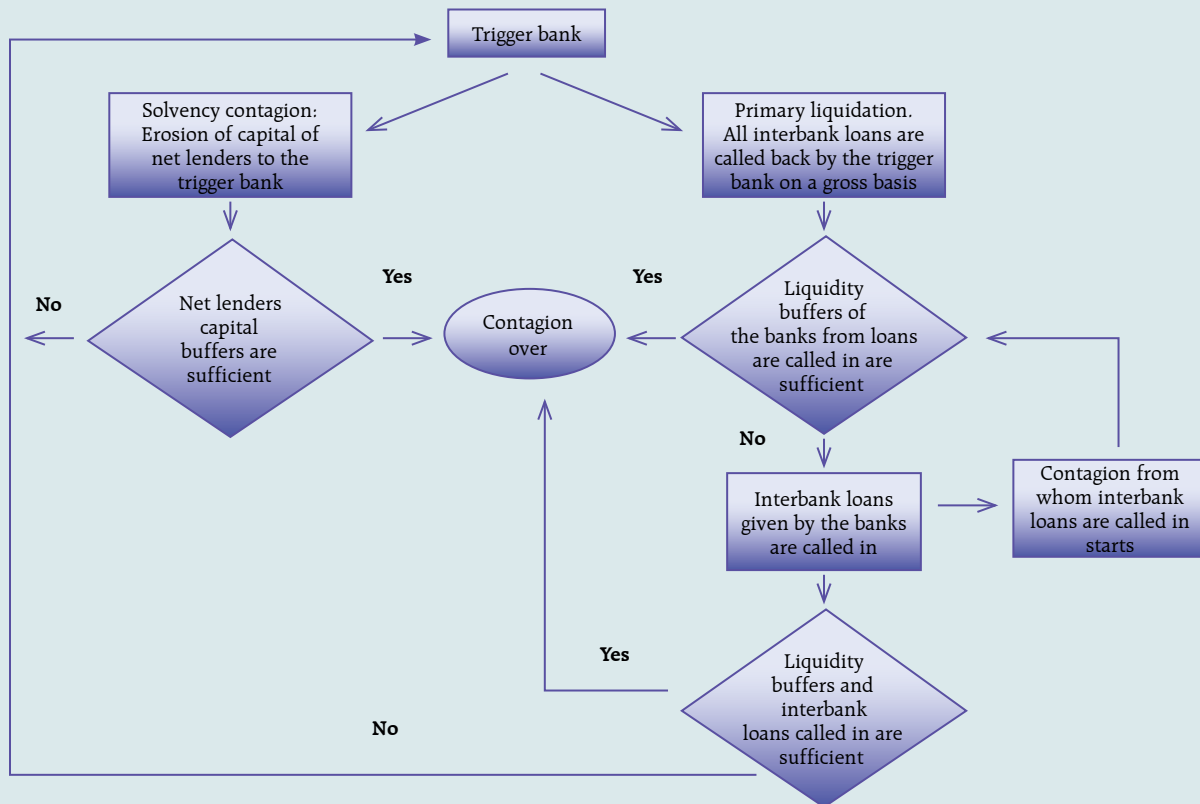 Trigger bank
Solvency contagion:
Erosion of capital of
net lenders to the
trigger bank
Primary liquidation.
All interbank loans are
called back by the trigger
bank on a gross basis
No
Net lenders
capital
buffers are
sufficient
Yes
Contagion
over
Yes
Liquidity
buffers of
the banks from loans
are called in are
sufficient
No
Interbank loans
given by the banks
are called in
Contagion from
whom interbank
loans are called in
starts
Yes
Liquidity
buffers and
interbank
loans called in are
sufficient
No